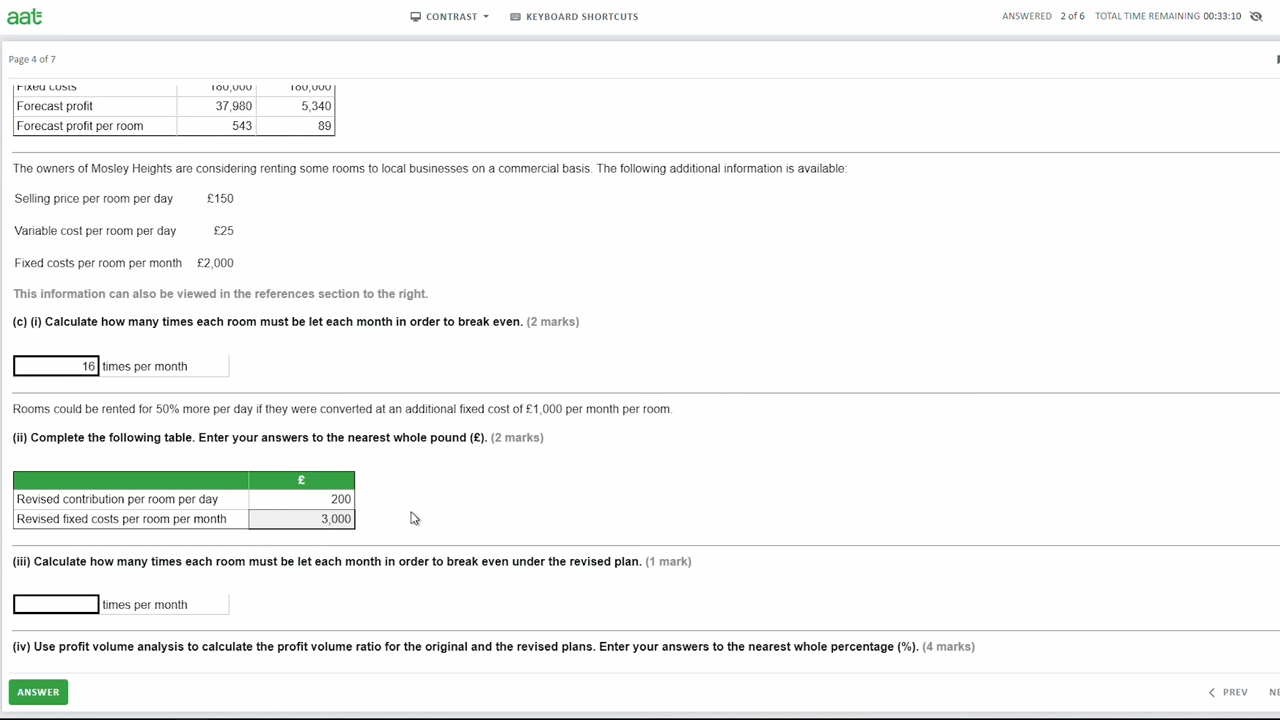 aat
CONTRAST
KEYBOARD SHORTCUTS
ANSWERED 2 of 6 TOTAL TIME REMAINING 00:33:10
Page 4 of 7
Fixed costs 180,000 180,000
Forecast profit 37,980 5,340
Forecast profit per room 543 89
The owners of Mosley Heights are considering renting some rooms to local businesses on a commercial basis. The following additional information is available:
Selling price per room per day £150
Variable cost per room per day £25
Fixed costs per room per month £2,000
This information can also be viewed in the references section to the right.
(c) (i) Calculate how many times each room must be let each month in order to break even. (2 marks)
16 times per month
Rooms could be rented for 50% more per day if they were converted at an additional fixed cost of £1,000 per month per room.
(ii) Complete the following table. Enter your answers to the nearest whole pound (£). (2 marks)
£
Revised contribution per room per day 200
Revised fixed costs per room per month 3,000
(iii) Calculate how many times each room must be let each month in order to break even under the revised plan. (1 mark)
times per month
(iv) Use profit volume analysis to calculate the profit volume ratio for the original and the revised plans. Enter your answers to the nearest whole percentage (%). (4 marks)
ANSWER
PREV
NE